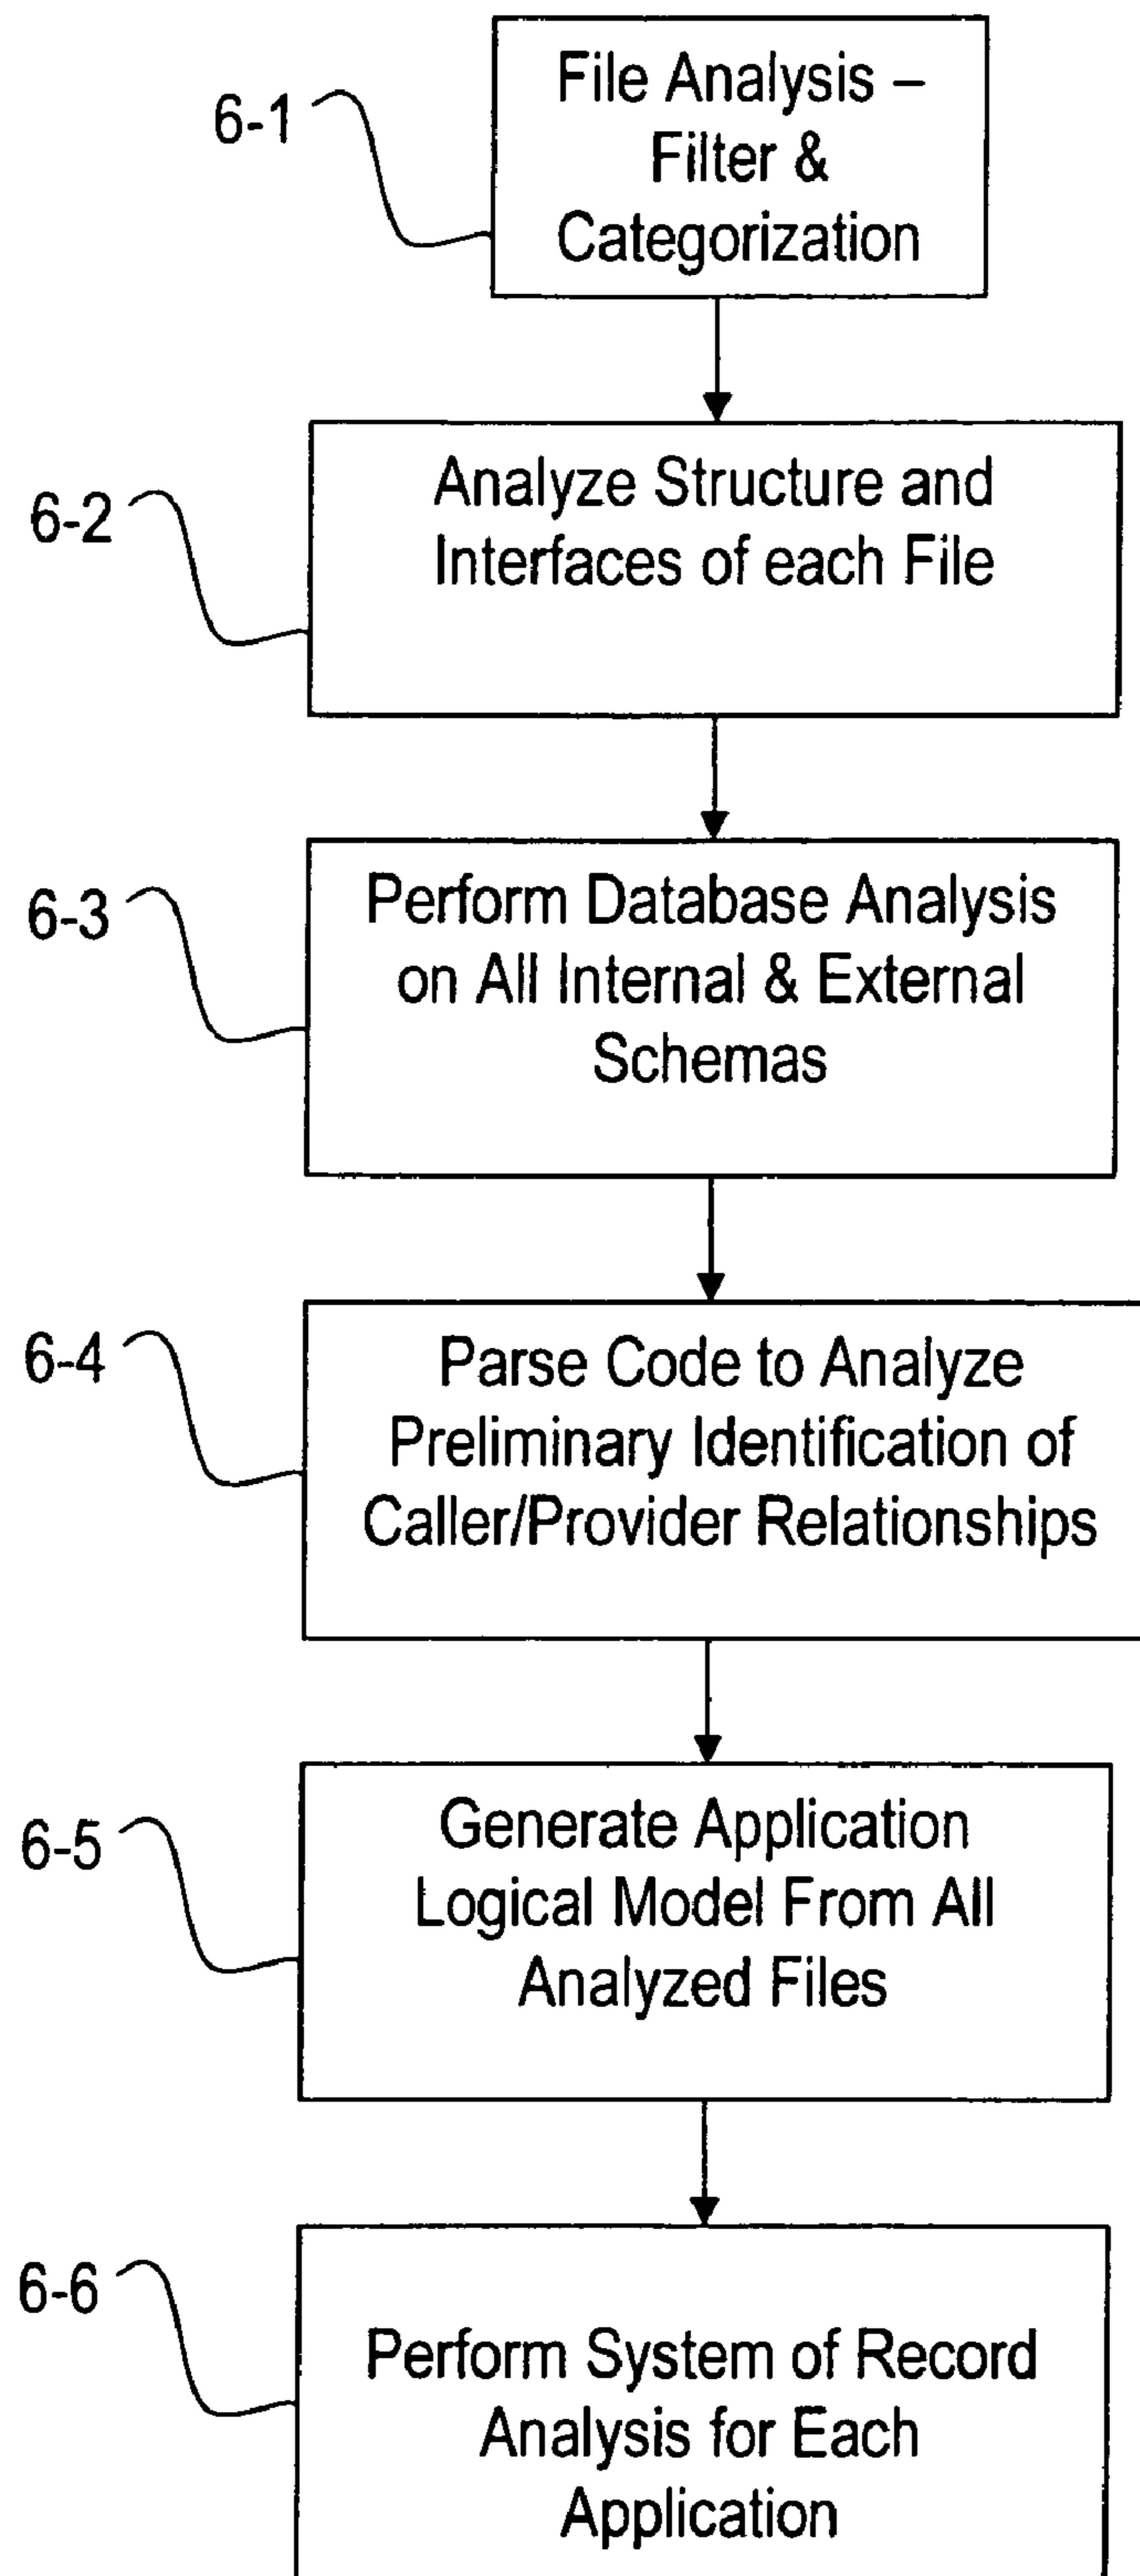 File Analysis –
Filter &
Categorization
6-1
Analyze Structure and
Interfaces of each File
6-2
Perform Database Analysis
on All Internal & External
Schemas
6-3
Parse Code to Analyze
Preliminary Identification of
Caller/Provider Relationships
6-4
Generate Application
Logical Model From All
Analyzed Files
6-5
Perform System of Record
Analysis for Each
Application
6-6